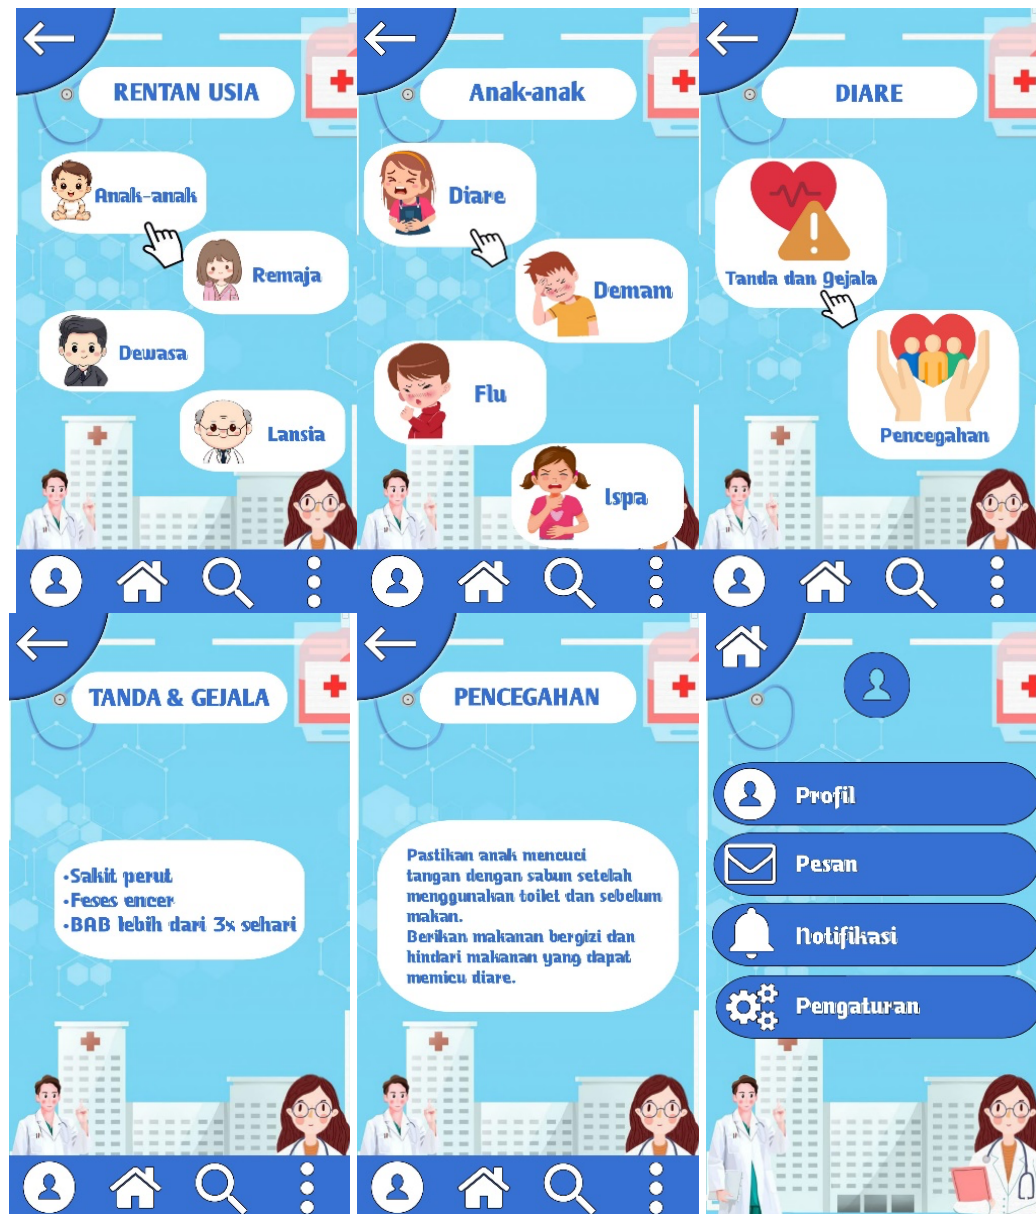 RENTAN USIA
Anak-anak
Remaja
Dewasa
Lansia
Anak-anak
Diare
Demam
Flu
Ispa
DIARE
Tanda dan gejala
Pencegahan
TANDA & GEJALA
•Sakit perut
•Feses encer
•BAB lebih dari 3x sehari
PENCEGAHAN
Pastikan anak mencuci
tangan dengan sabun setelah
menggunakan toilet dan sebelum
makan.
Berikan makanan bergizi dan
hindari makanan yang dapat
memicu diare.
Profil
Pesan
Notifikasi
Pengaturan